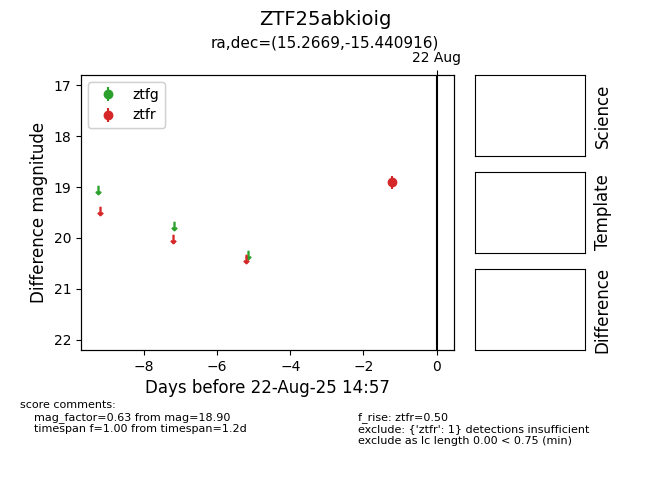 ZTF25abkioig
ra,dec=(15.2669,-15.440916)
22 Aug
ztfg
ztfr
17
18
19
20
21
22
Difference magnitude
−8
−6
−4
−2
0
Days before 22-Aug-25 14:57
Science
Template
Difference
score comments:
mag_factor=0.63 from mag=18.90
timespan f=1.00 from timespan=1.2d
f_rise: ztfr=0.50
exclude: {'ztfr': 1} detections insufficient
exclude as lc length 0.00 < 0.75 (min)